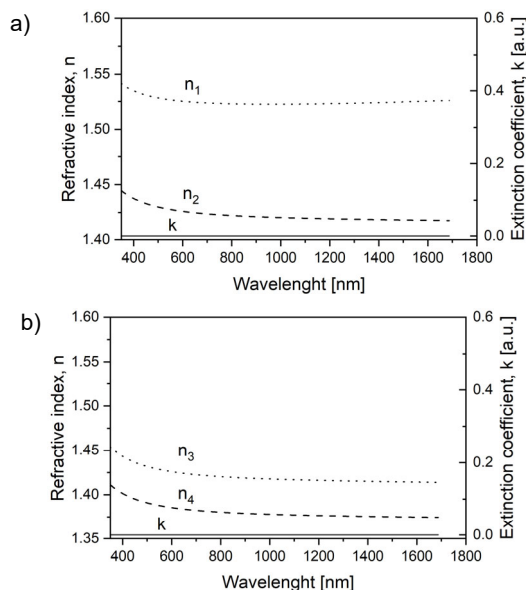 a)
1.60
1.55
1.50
1.45
1.40
Refractive index, n
n1
n2
k
0.6
0.4
0.2
0.0
Extinction coefficient, k [a.u.]
400 600 800 1000 1200 1400 1600 1800
Wavelenght [nm]
b)
1.60
1.55
1.50
1.45
1.40
1.35
Refractive index, n
n3
n4
k
0.6
0.4
0.2
0.0
Extinction coefficient, k [a.u.]
400 600 800 1000 1200 1400 1600 1800
Wavelenght [nm]